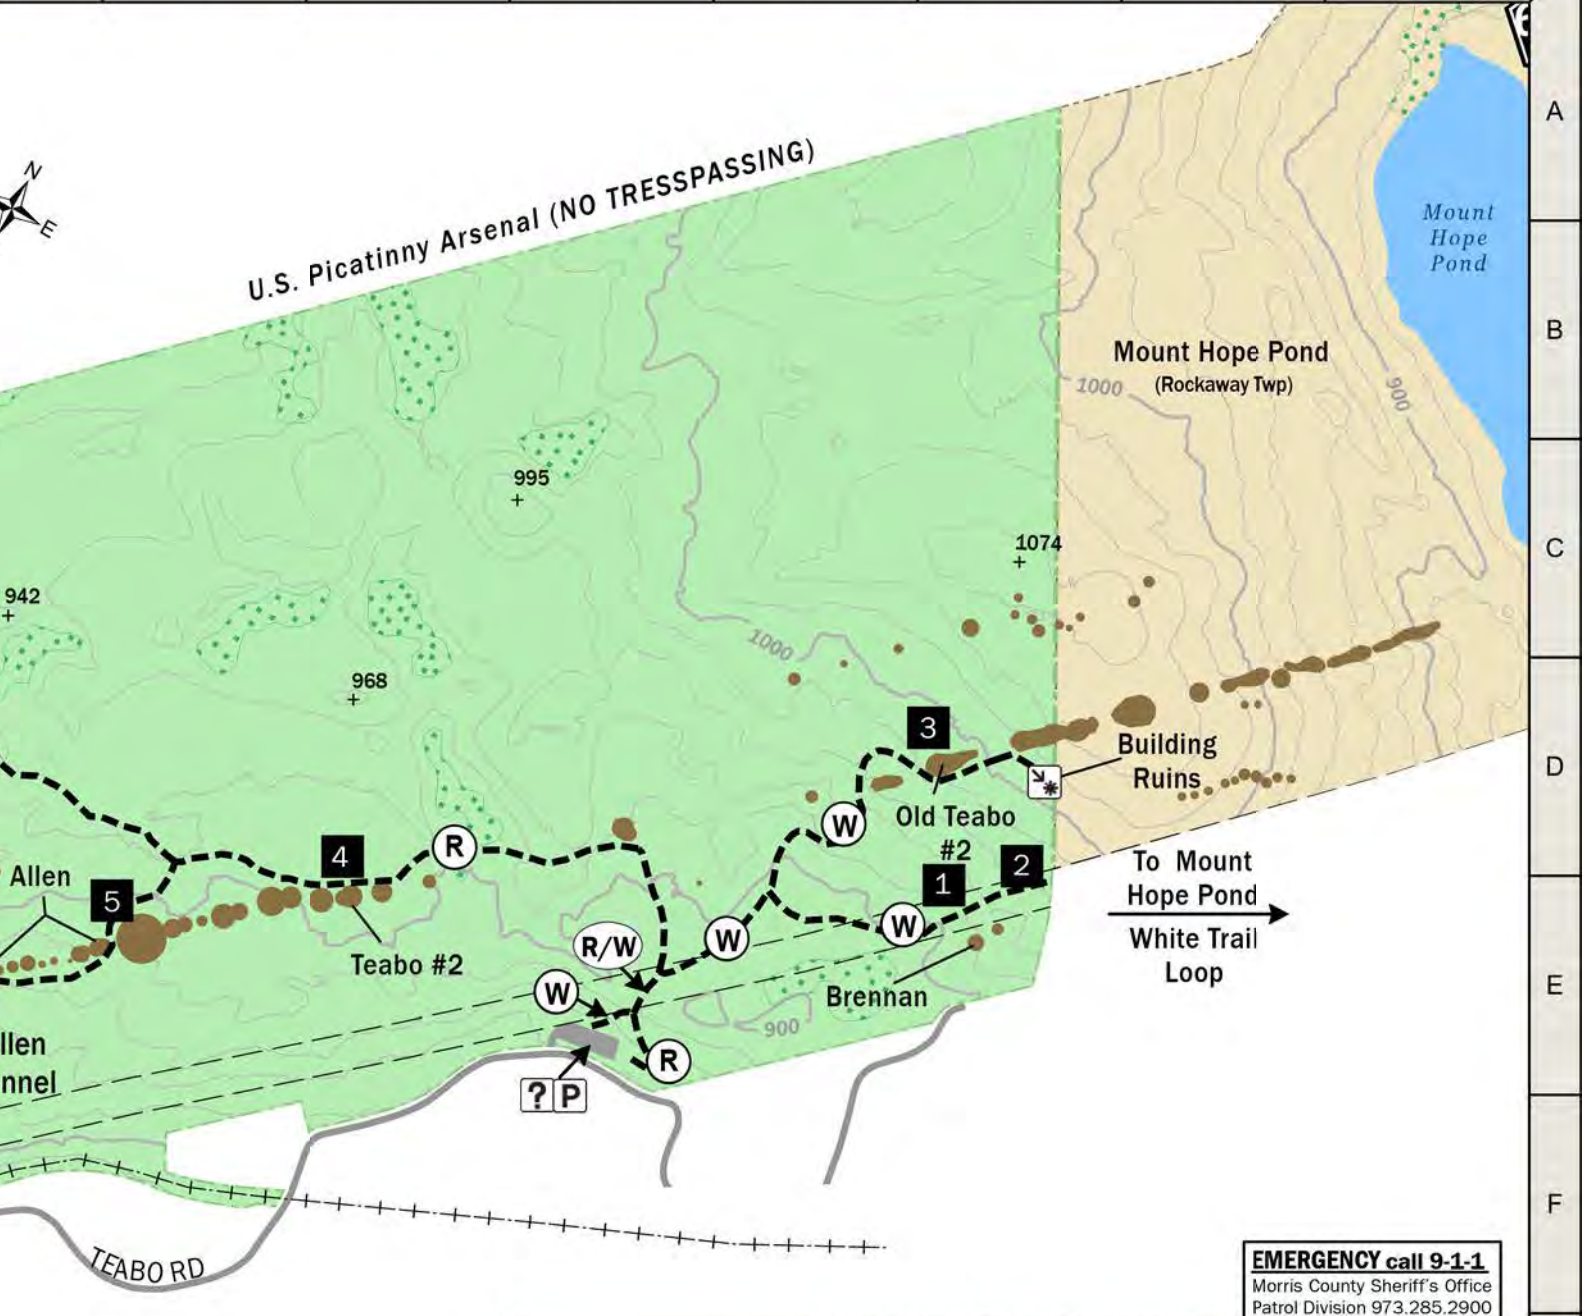 A
N
E
U.S. Picatinny Arsenal (NO TRESSPASSING)
Mount
Hope
Pond
B
Mount Hope Pond
(Rockaway Twp)
1000
900
995
C
1074
942
1000
968
3
Building
Ruins
D
W
Old Teabo
#2
R
4
1
2
To Mount
Hope Pond
White Trail
Loop
Allen
5
W
W
R/W
Teabo #2
W
Brennan
E
900
llen
nnel
R
? P
F
TEABO RD
EMERGENCY call 9-1-1
Morris County Sheriff's Office
Patrol Division 973.285.2900